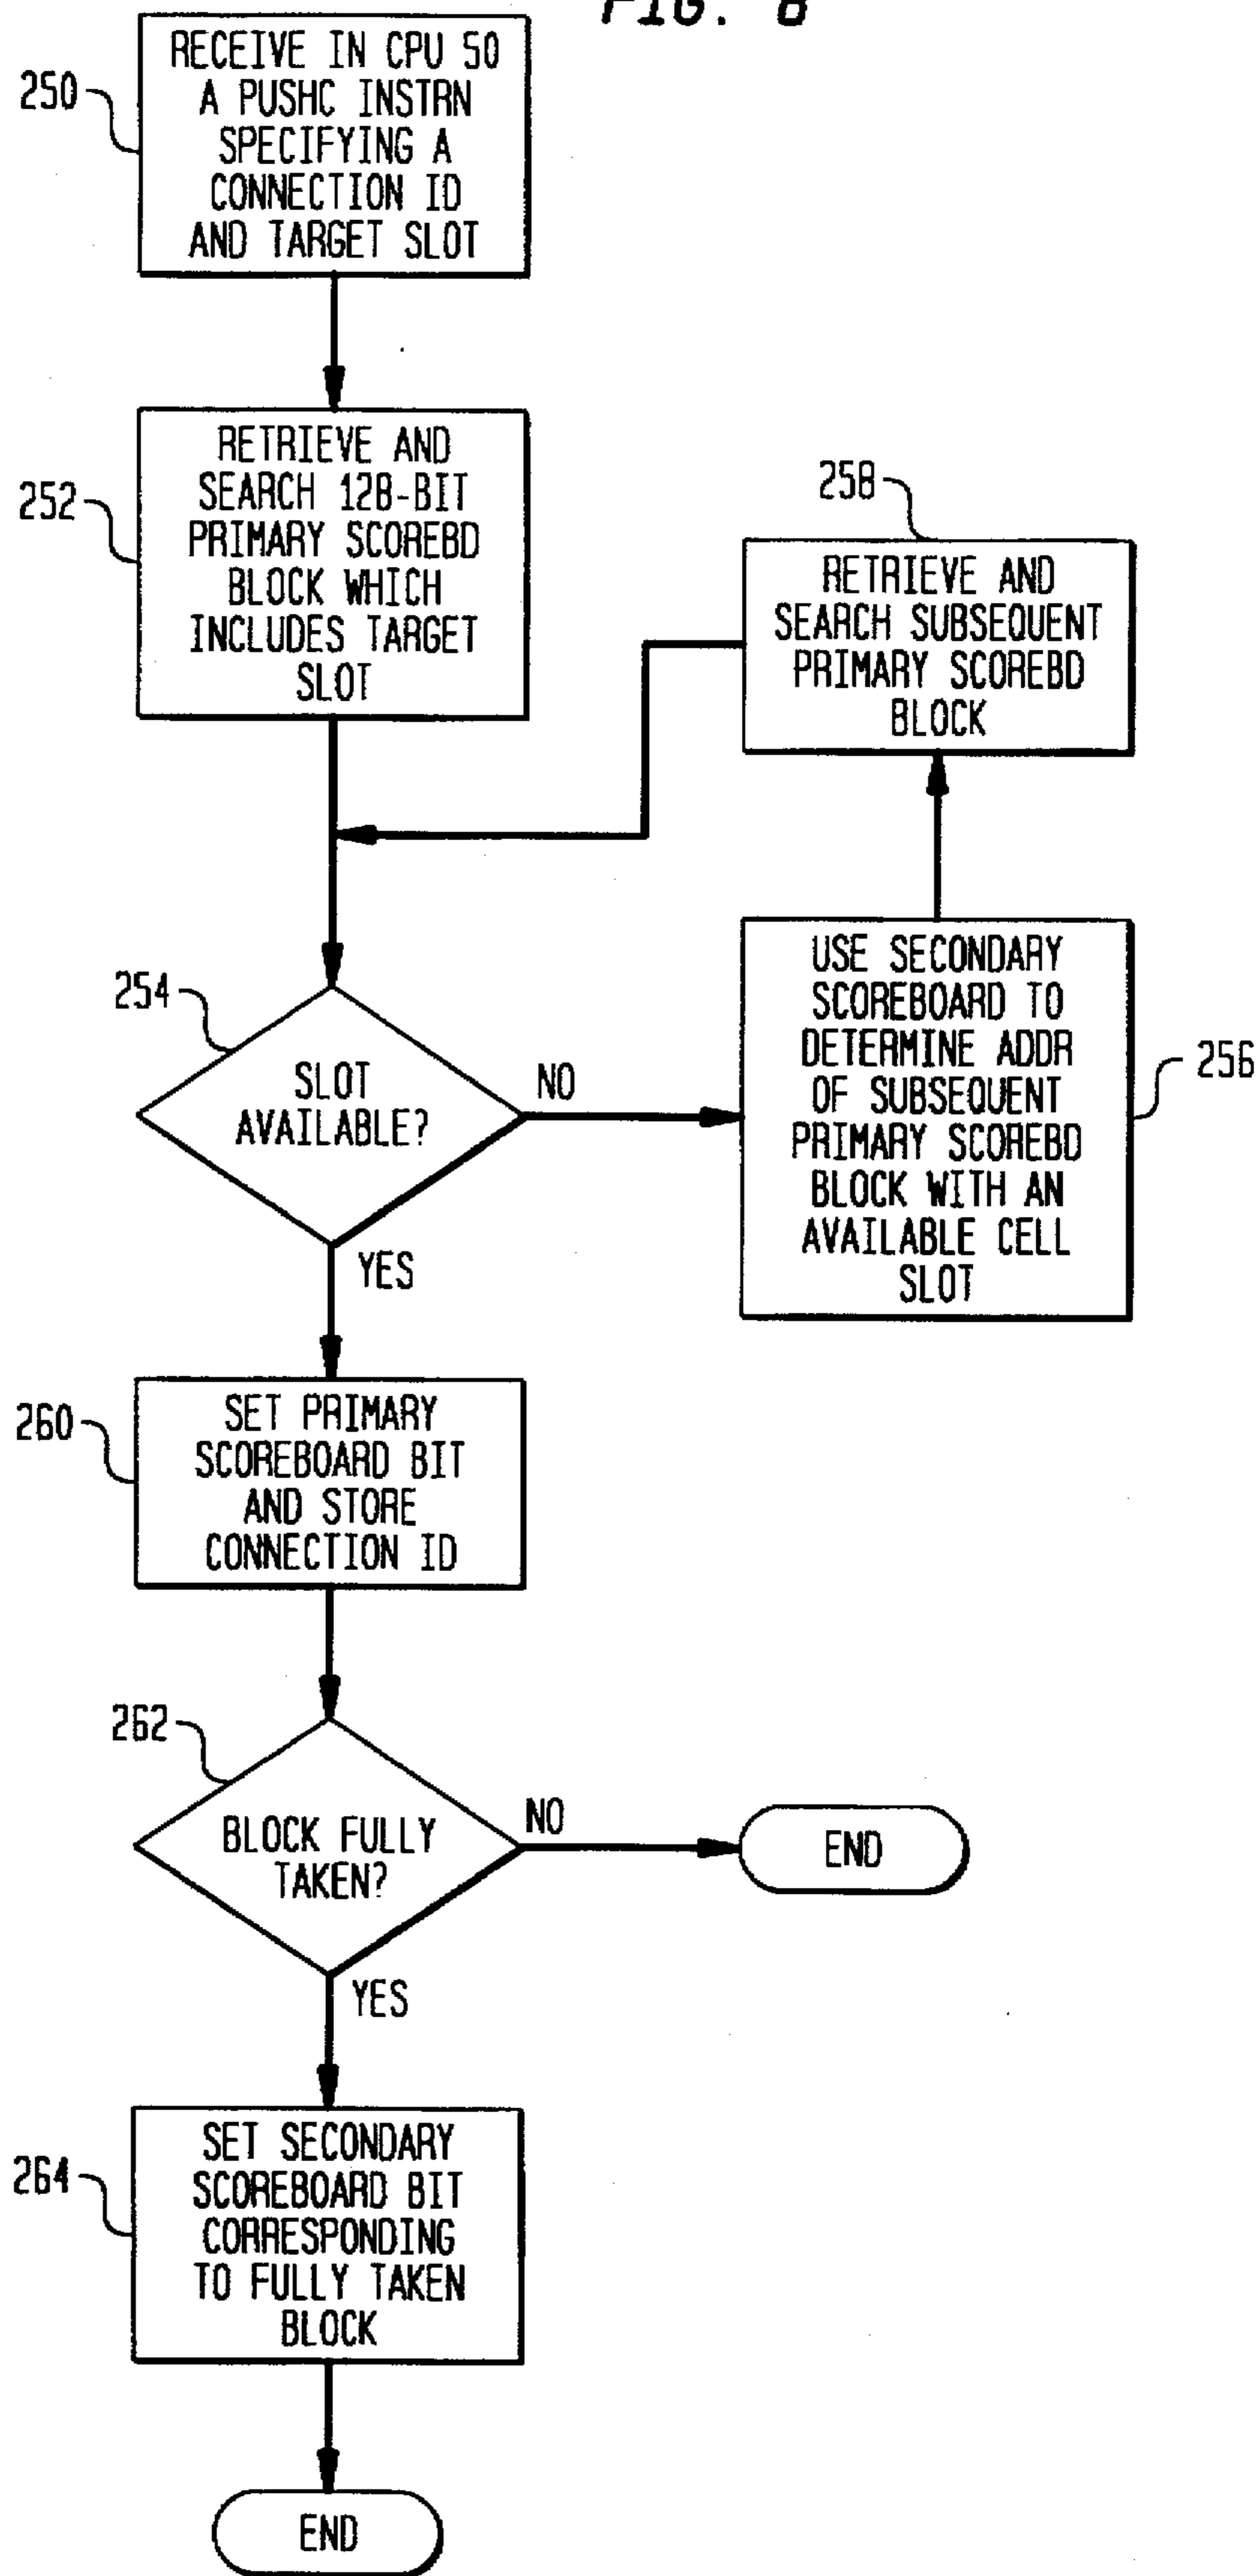 FIG. 8
250
RECEIVE IN CPU 50
A PUSHC INSTRN
SPECIFYING A
CONNECTION ID
AND TARGET SLOT
252
RETRIEVE AND
SEARCH 128-BIT
PRIMARY SCOREBD
BLOCK WHICH
INCLUDES TARGET
SLOT
258
RETRIEVE AND
SEARCH SUBSEQUENT
PRIMARY SCOREBD
BLOCK
254
SLOT
AVAILABLE?
NO
YES
USE SECONDARY
SCOREBOARD TO
DETERMINE ADDR
OF SUBSEQUENT
PRIMARY SCOREBD
BLOCK WITH AN
AVAILABLE CELL
SLOT
256
260
SET PRIMARY
SCOREBOARD BIT
AND STORE
CONNECTION ID
262
BLOCK FULLY
TAKEN?
NO
END
YES
264
SET SECONDARY
SCOREBOARD BIT
CORRESPONDING
TO FULLY TAKEN
BLOCK
END